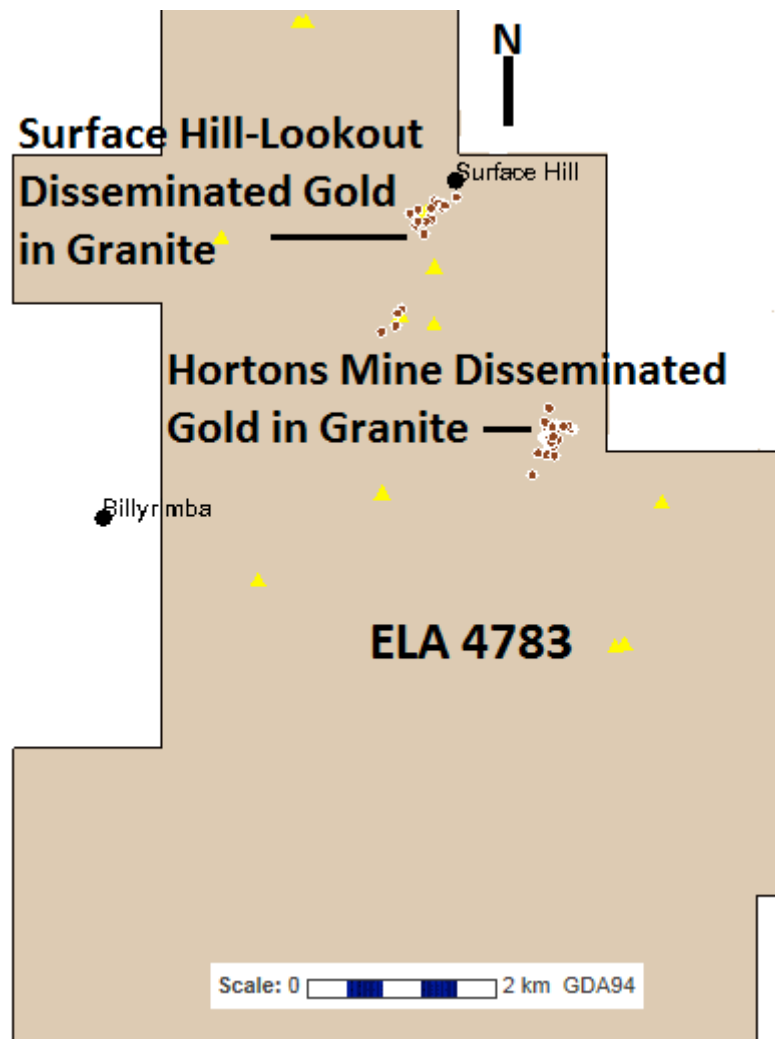 N
Surface Hill-Lookout
Disseminated Gold
in Granite
Surface Hill
Hortons Mine Disseminated
Gold in Granite
Billyrimba
ELA 4783
Scale: 0 2 km GDA94